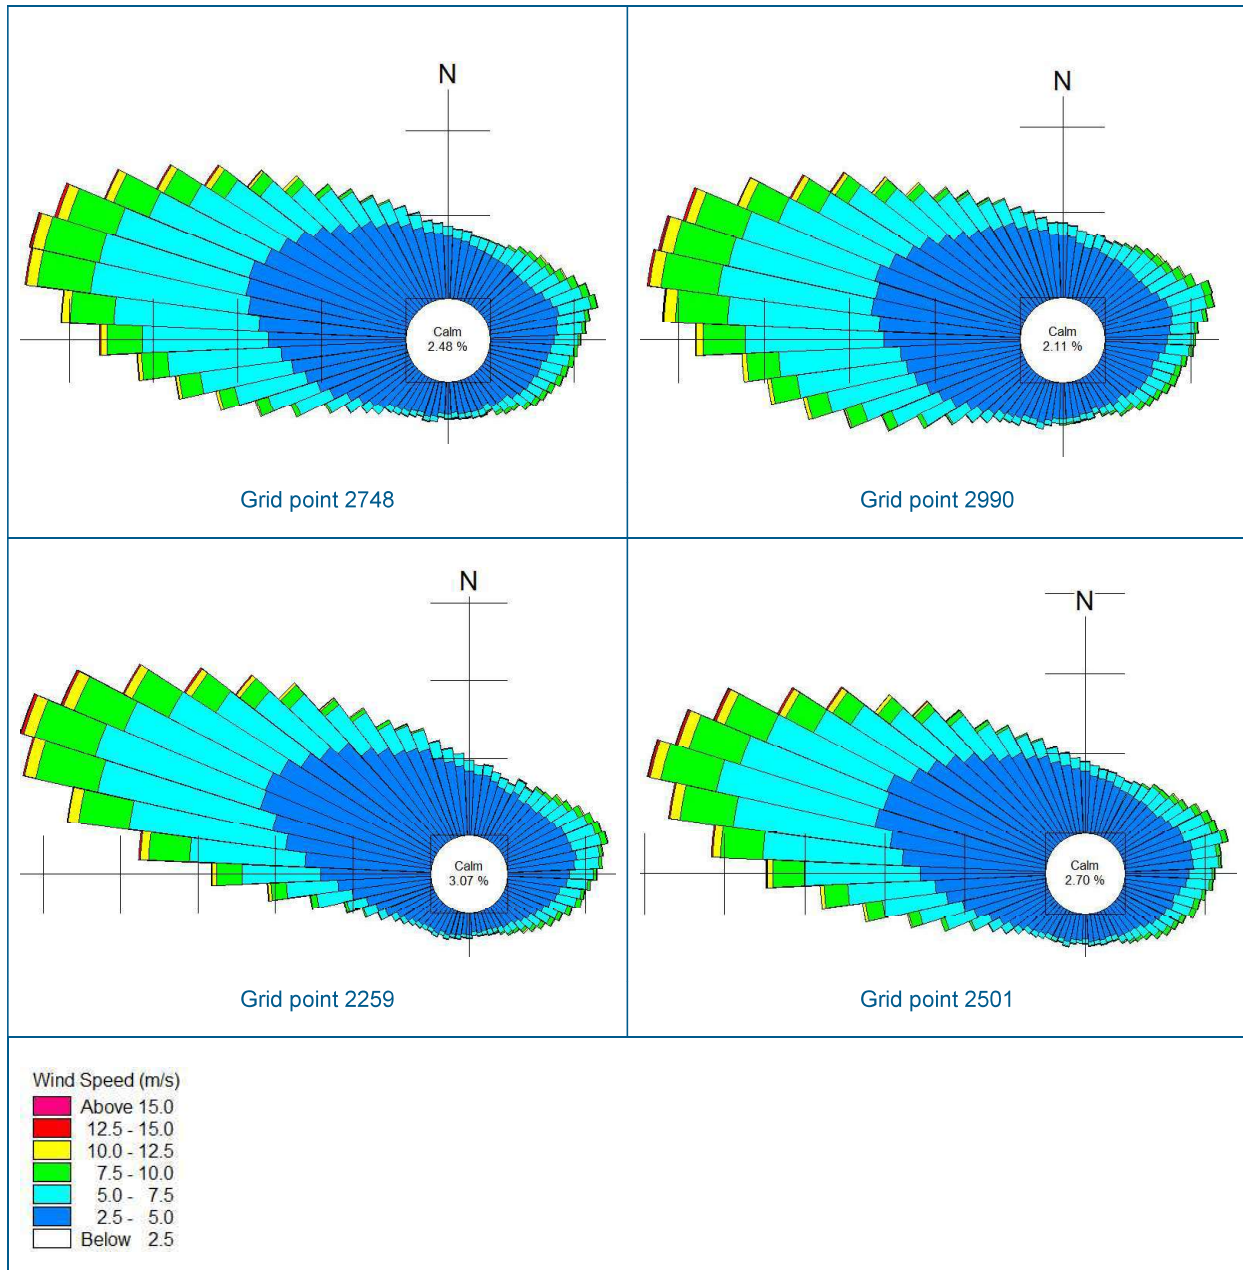 N
Calm
2.48 %
Grid point 2748
N
Calm
2.11 %
Grid point 2990
N
Calm
3.07 %
Grid point 2259
N
Calm
2.70 %
Grid point 2501
Wind Speed (m/s)
Above 15.0
12.5 - 15.0
10.0 - 12.5
7.5 - 10.0
5.0 - 7.5
2.5 - 5.0
Below 2.5